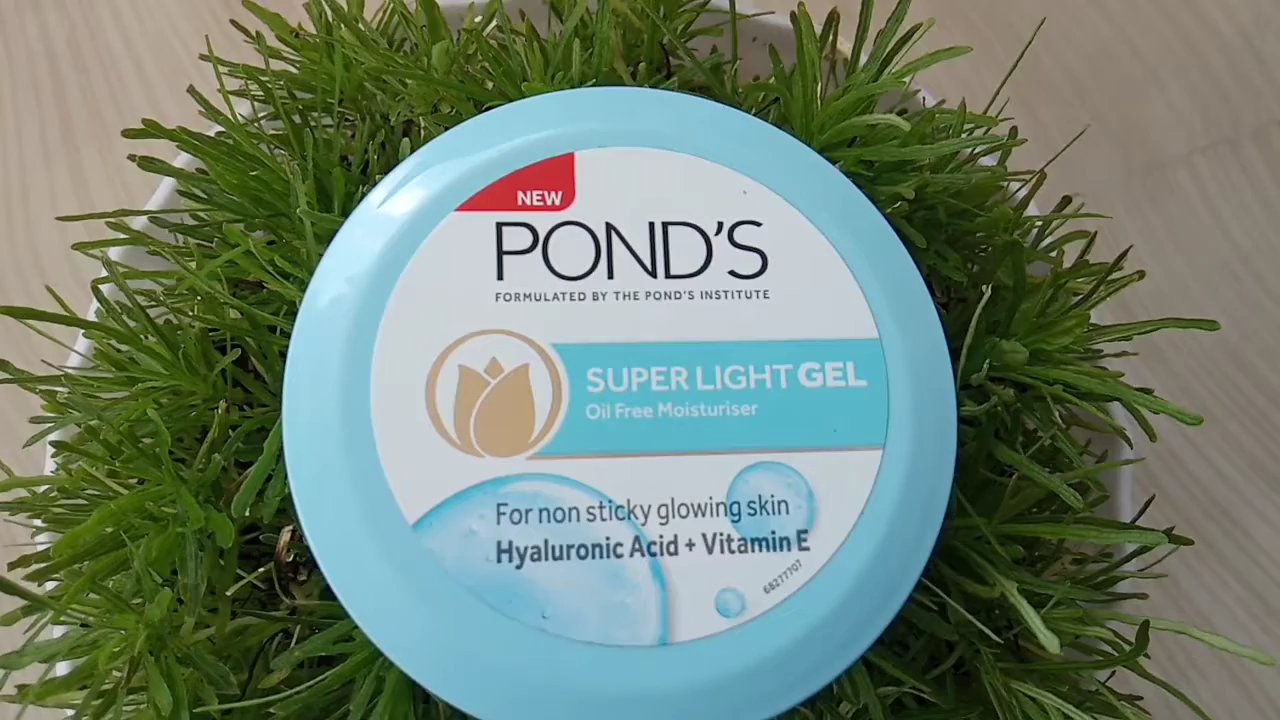 NEW
POND'S
FORMULATED BY THE POND'S INSTITUTE
SUPER LIGHT GEL
Oil Free Moisturiser
For non sticky glowing skin
Hyaluronic Acid + Vitamin E
68277707